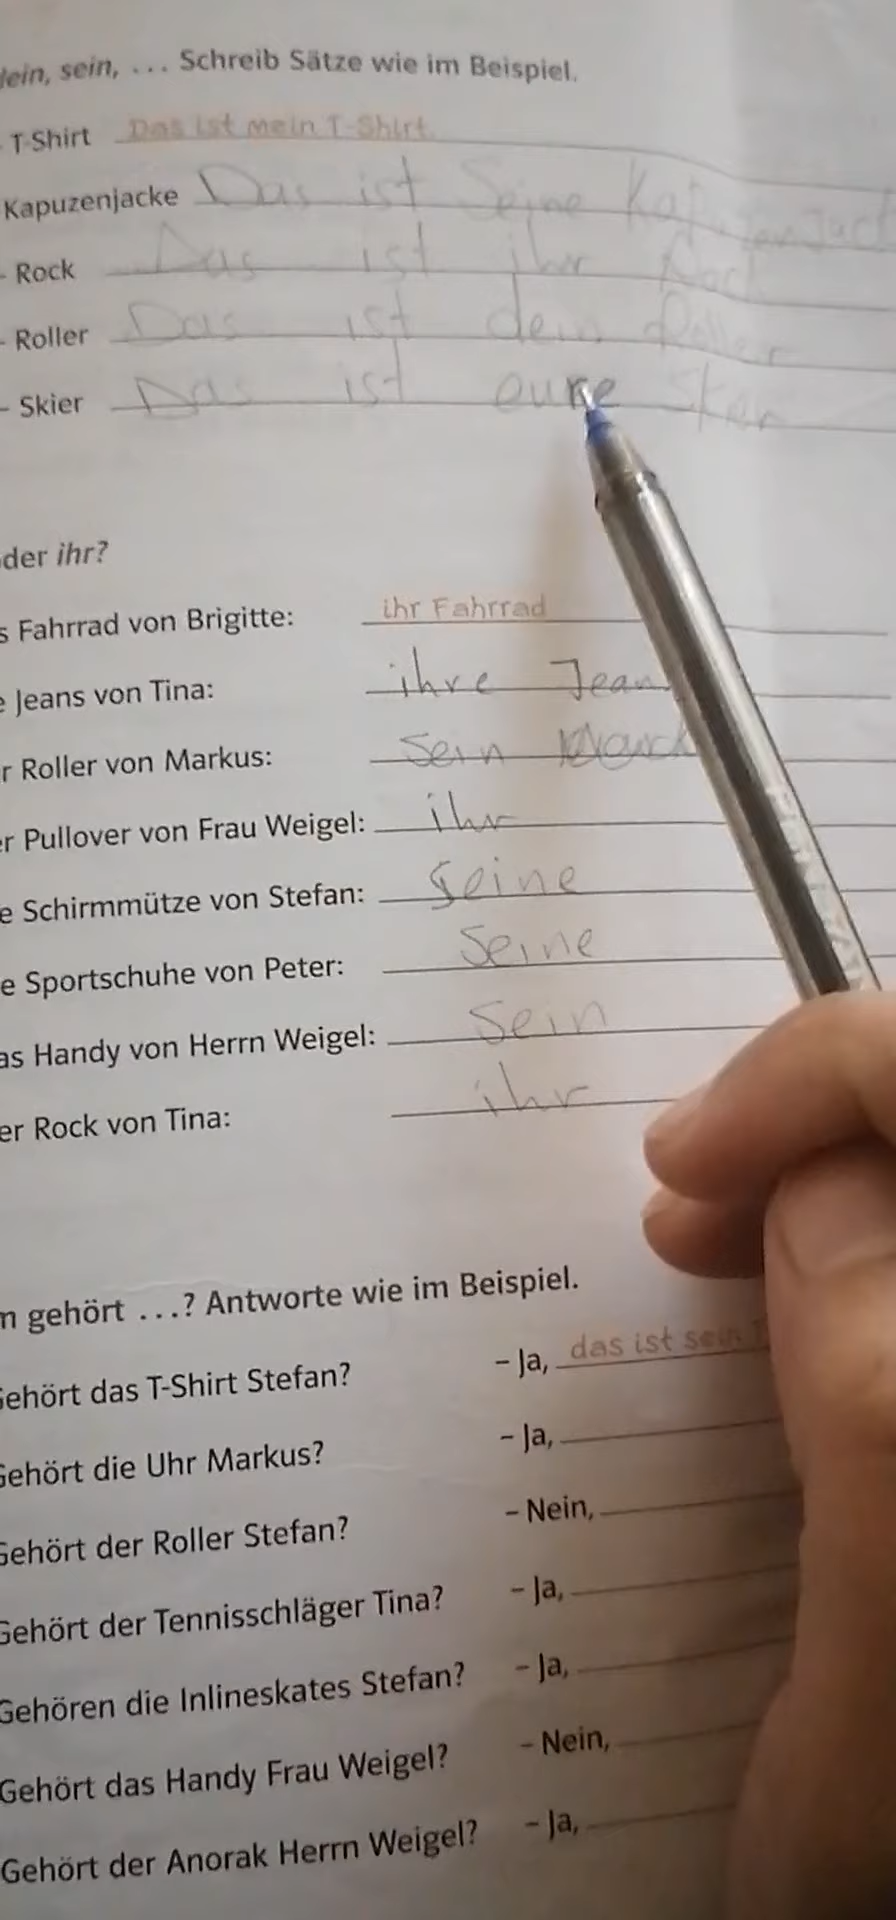 lein, sein, ... Schreib Sätze wie im Beispiel.
- T-Shirt Das ist mein T-Shirt.
Kapuzenjacke Das ist Seine
- Rock Das ist ihr Rock
- Roller Das ist dein Roller
- Skier Das ist eure
der ihr?
s Fahrrad von Brigitte: ihr Fahrrad
e Jeans von Tina: ihre Jean
r Roller von Markus: Sein
er Pullover von Frau Weigel: ihr
e Schirmmütze von Stefan: Seine
e Sportschuhe von Peter: Seine
as Handy von Herrn Weigel: Sein
er Rock von Tina: ihr
m gehört ...? Antworte wie im Beispiel.
Gehört das T-Shirt Stefan? – Ja, das ist sein T
Gehört die Uhr Markus? – Ja,
Gehört der Roller Stefan? – Nein,
Gehört der Tennisschläger Tina? – Ja,
Gehören die Inlineskates Stefan? – Ja,
Gehört das Handy Frau Weigel? – Nein,
Gehört der Anorak Herrn Weigel? – Ja,